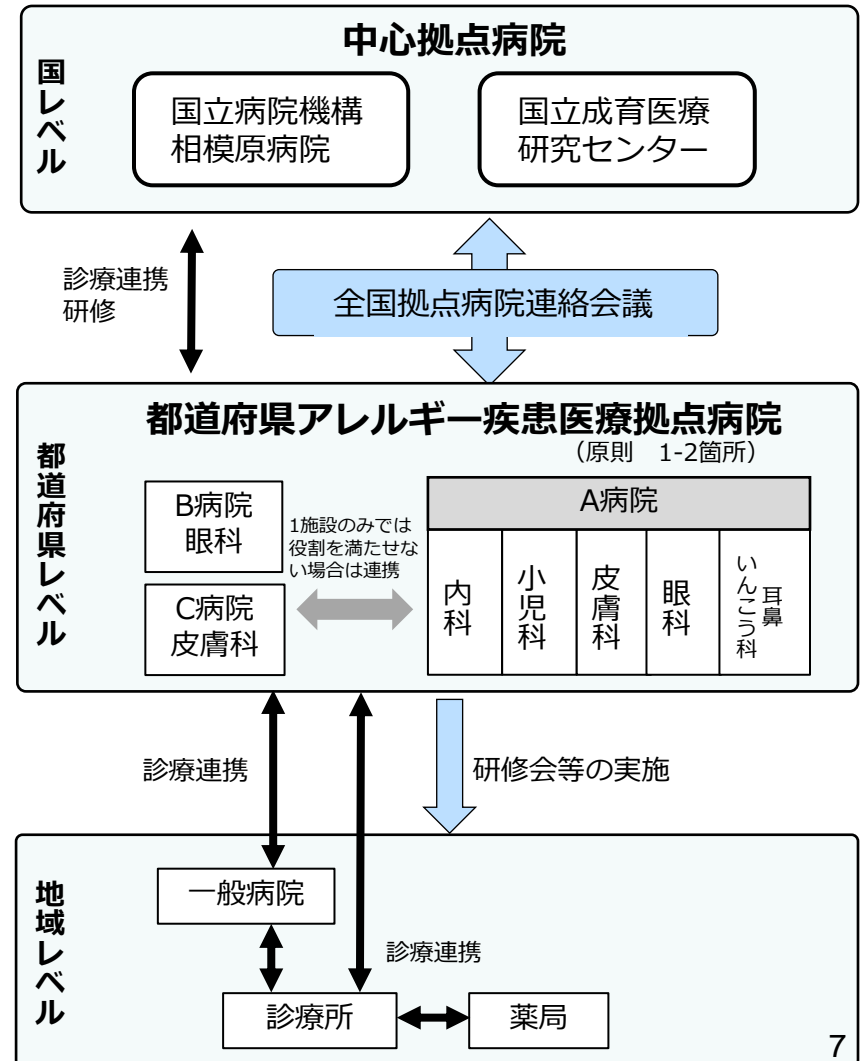 中心拠点病院
国レベル
国立病院機構
相模原病院
国立成育医療
研究センター
診療連携
研修
全国拠点病院連絡会議
都道府県アレルギー疾患医療拠点病院
（原則　1-2箇所）
都道府県レベル
B病院
眼科
C病院
皮膚科
1施設のみでは
役割を満たせな
い場合は連携
A病院
内科
小児科
皮膚科
眼科
耳鼻
いんこう科
診療連携
研修会等の実施
地域レベル
一般病院
診療連携
診療所
薬局
7